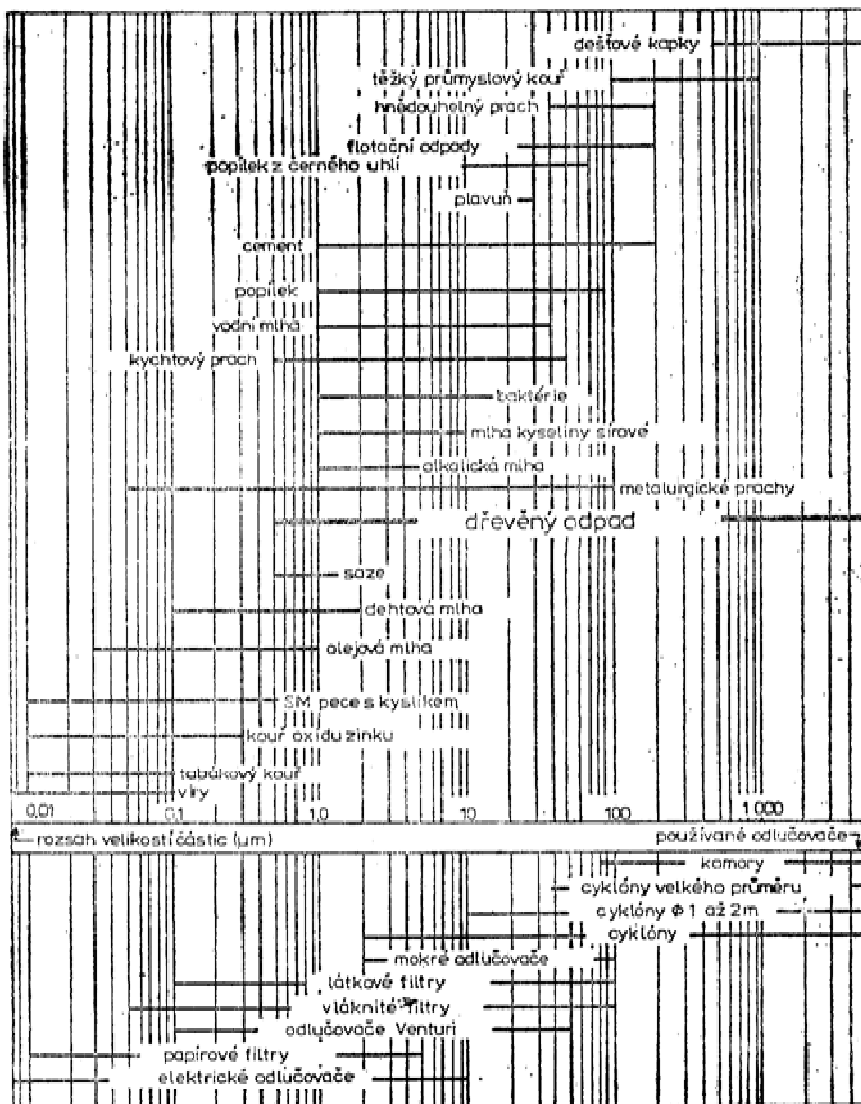 dešťové kapky
těžký průmyslový kouř
hnědouhelný prach
flotační odpady
popílek z černého uhlí
plavuň
cement
popílek
vodní mlha
kychtový prach
baktérie
mlha kyseliny sírové
alkalická mlha
metalurgické prachy
dřevěný odpad
saze
dehtová mlha
olejová mlha
SM pece s kyslíkem
kouř oxidu zinku
tabákový kouř
viry
0,01 0,1 1,0 10 100 1 000
rozsah velikostí částic (μm) používané odlučovače
komory
cyklóny velkého průměru
cyklóny Φ 1 až 2m
cyklóny
mokré odlučovače
látkové filtry
vláknité filtry
odlučovače Venturi
papírové filtry
elektrické odlučovače